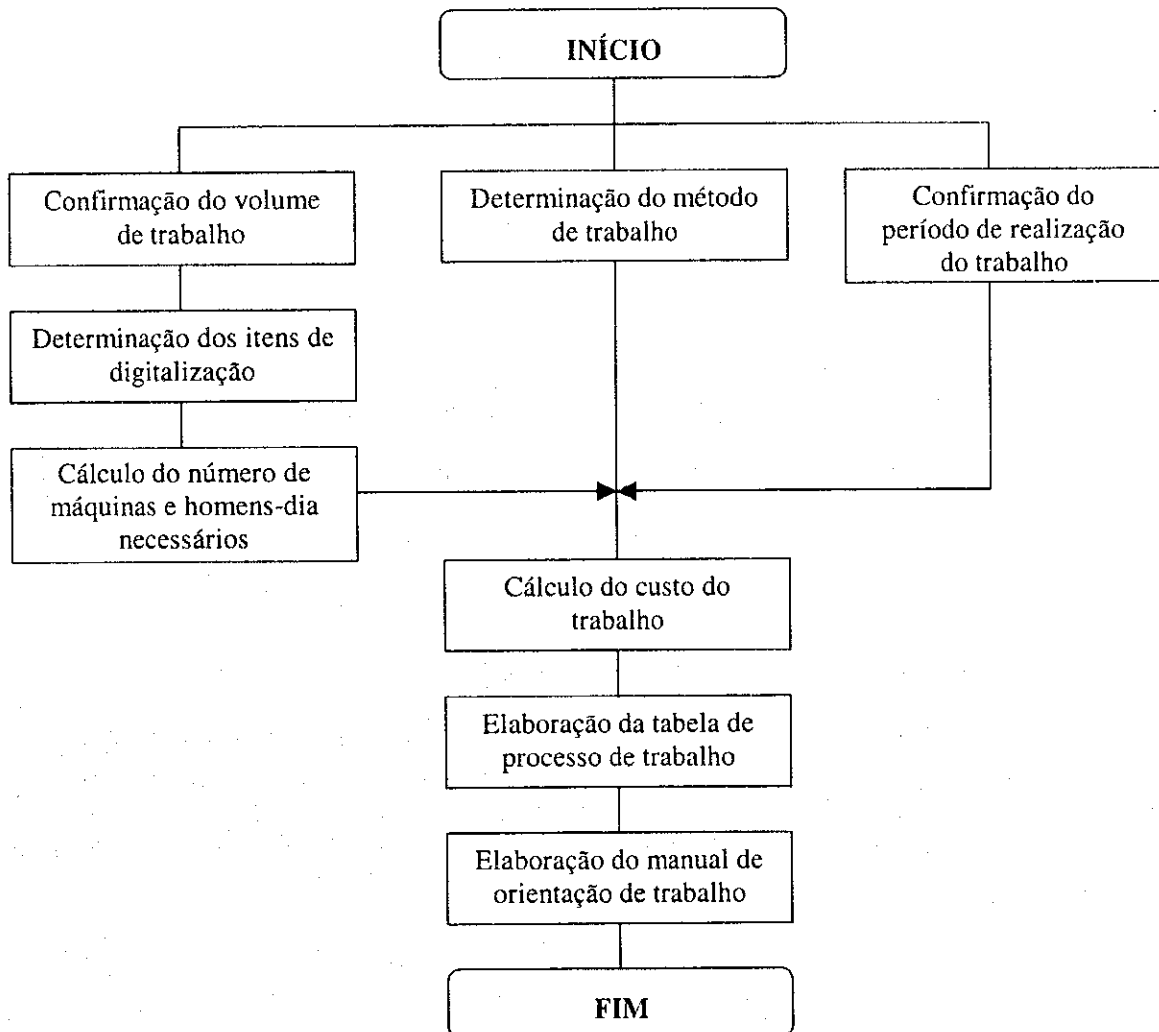 INÍCIO
Confirmação do volume
de trabalho
Determinação do método
de trabalho
Confirmação do
período de realização
do trabalho
Determinação dos itens de
digitalização
Cálculo do número de
máquinas e homens-dia
necessários
Cálculo do custo do
trabalho
Elaboração da tabela de
processo de trabalho
Elaboração do manual de
orientação de trabalho
FIM